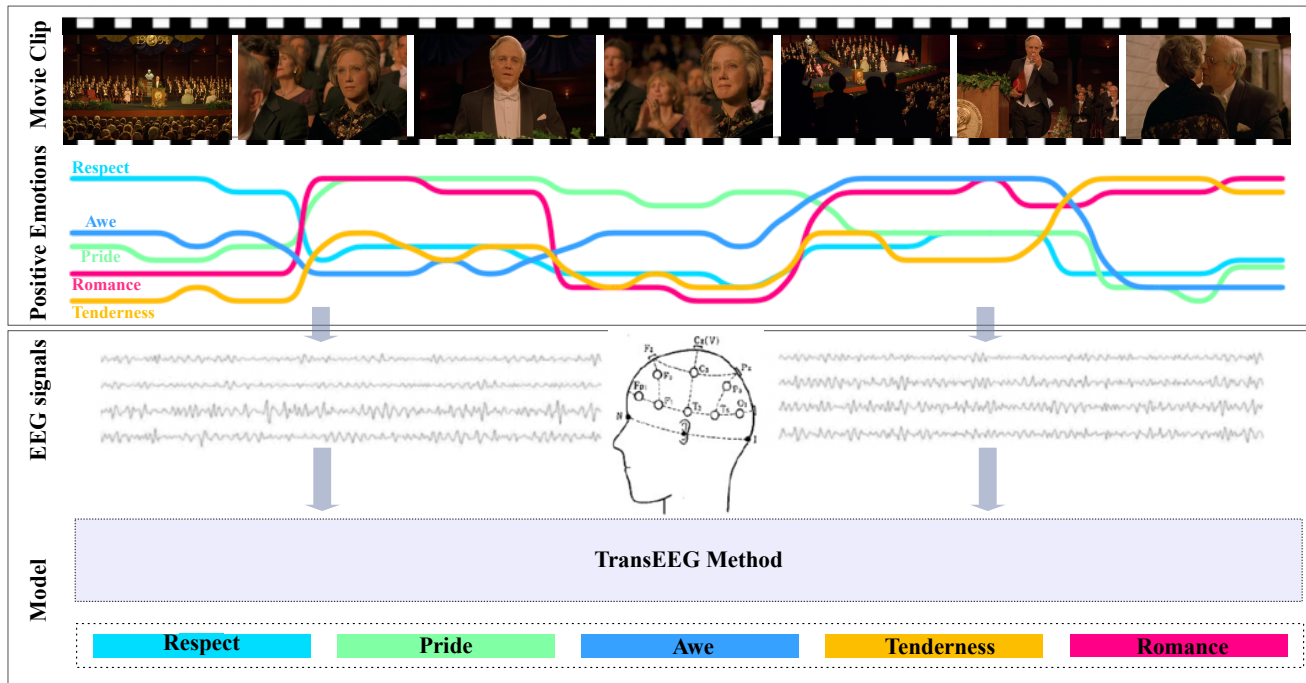 Movie Clip
Positive Emotions
Respect
Awe
Pride
Romance
Tenderness
EEG signals
Cz(V)
N
I
Model
TransEEG Method
Respect
Pride
Awe
Tenderness
Romance